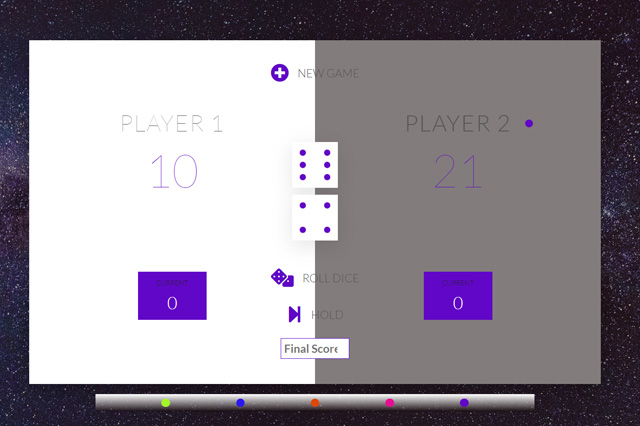 NEW GAME
PLAYER 1
PLAYER 2
10
21
CURRENT
0
CURRENT
0
ROLL DICE
HOLD
Final Score